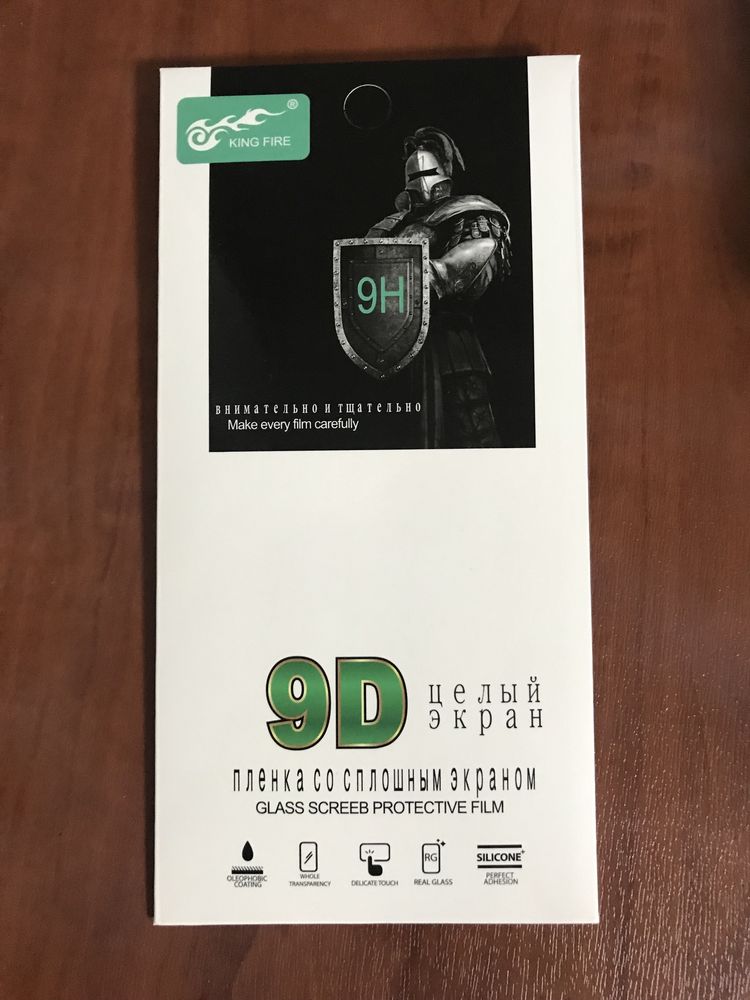 ®
KING FIRE
9H
внимательно и тщательно
Make every film carefully
9D
целый
экран
пленка со сплошным экраном
GLASS SCREEB PROTECTIVE FILM
OLEOPHOBIC
COATING
WHOLE
TRANSPARENCY
DELICATE TOUCH
RG
REAL GLASS
SILICONE+
PERFECT
ADHESION